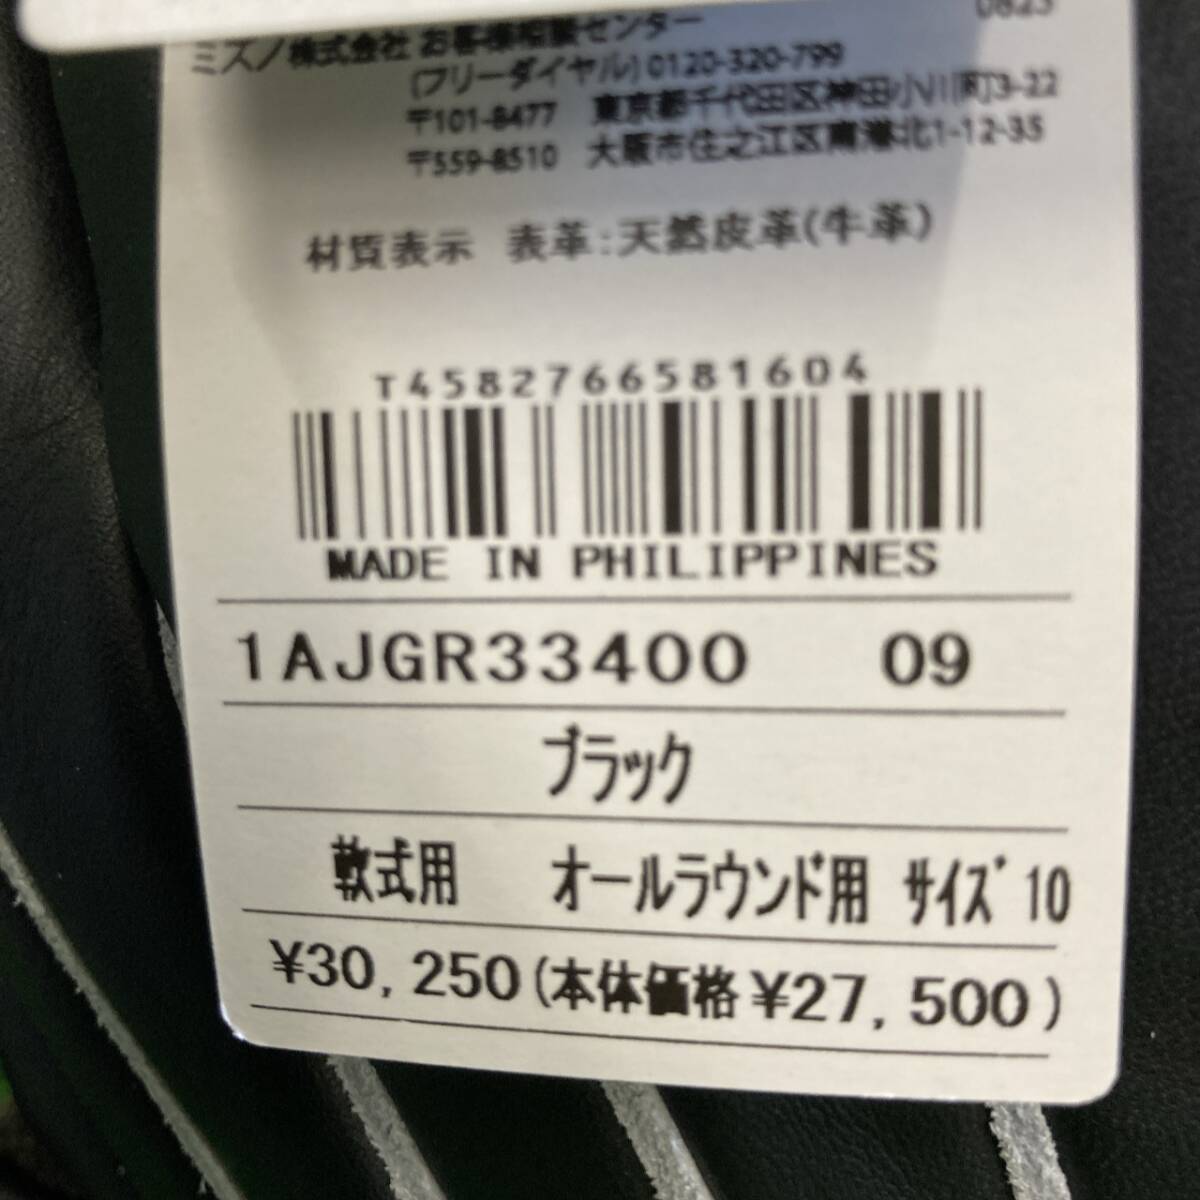 0823
ミズノ株式会社 お客様相談センター
(フリーダイヤル) 0120-320-799
〒101-8477 東京都千代田区神田小川町3-22
〒559-8510 大阪市住之江区南港北1-12-35
材質表示 表革:天然皮革(牛革)
T4582766581604
MADE IN PHILIPPINES
1AJGR33400 09
ブラック
軟式用 オールラウンド用 サイズ10
¥30,250(本体価格¥27,500)